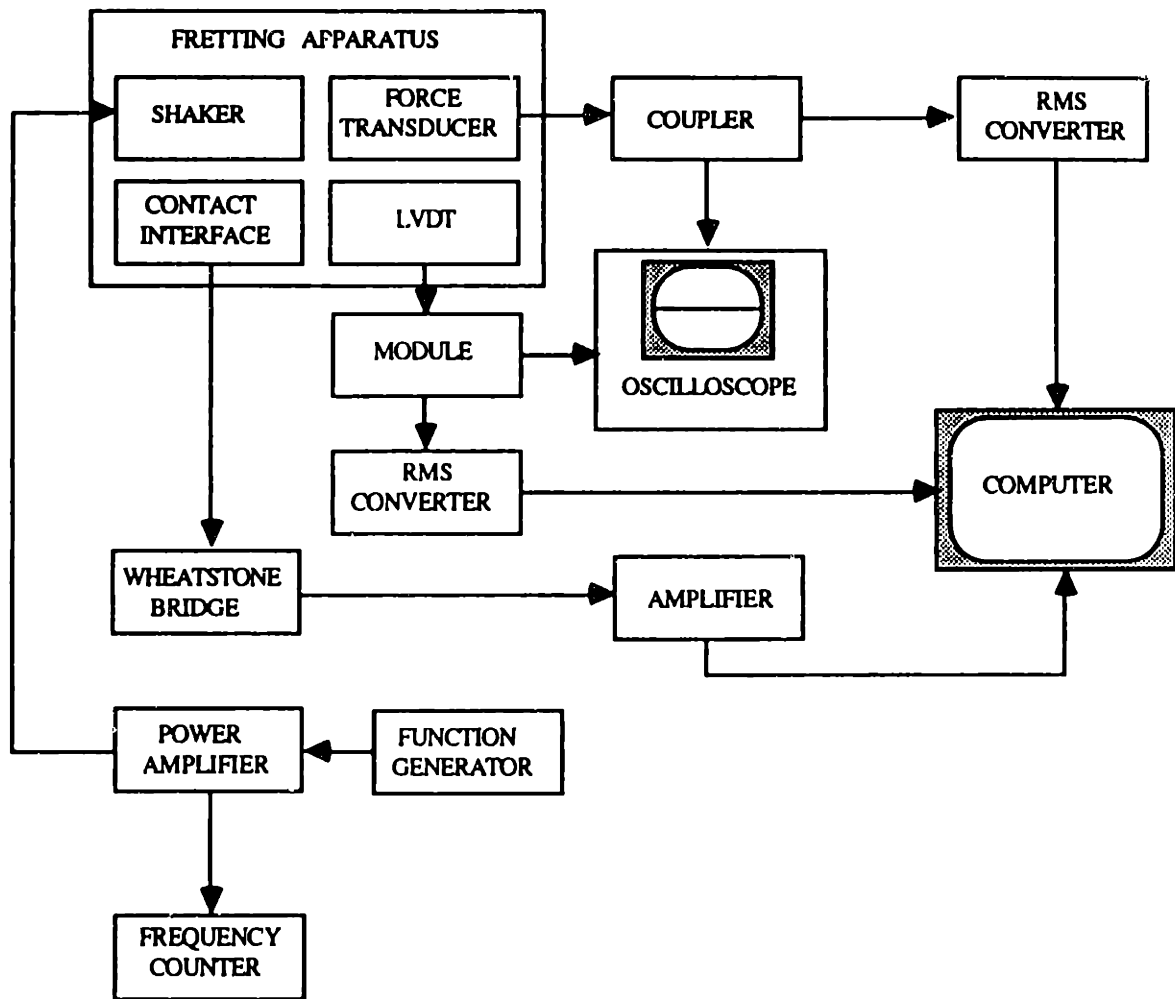 FRETTING APPARATUS
SHAKER
FORCE
TRANSDUCER
COUPLER
RMS
CONVERTER
CONTACT
INTERFACE
LVDT
MODULE
OSCILLOSCOPE
RMS
CONVERTER
COMPUTER
WHEATSTONE
BRIDGE
AMPLIFIER
POWER
AMPLIFIER
FUNCTION
GENERATOR
FREQUENCY
COUNTER